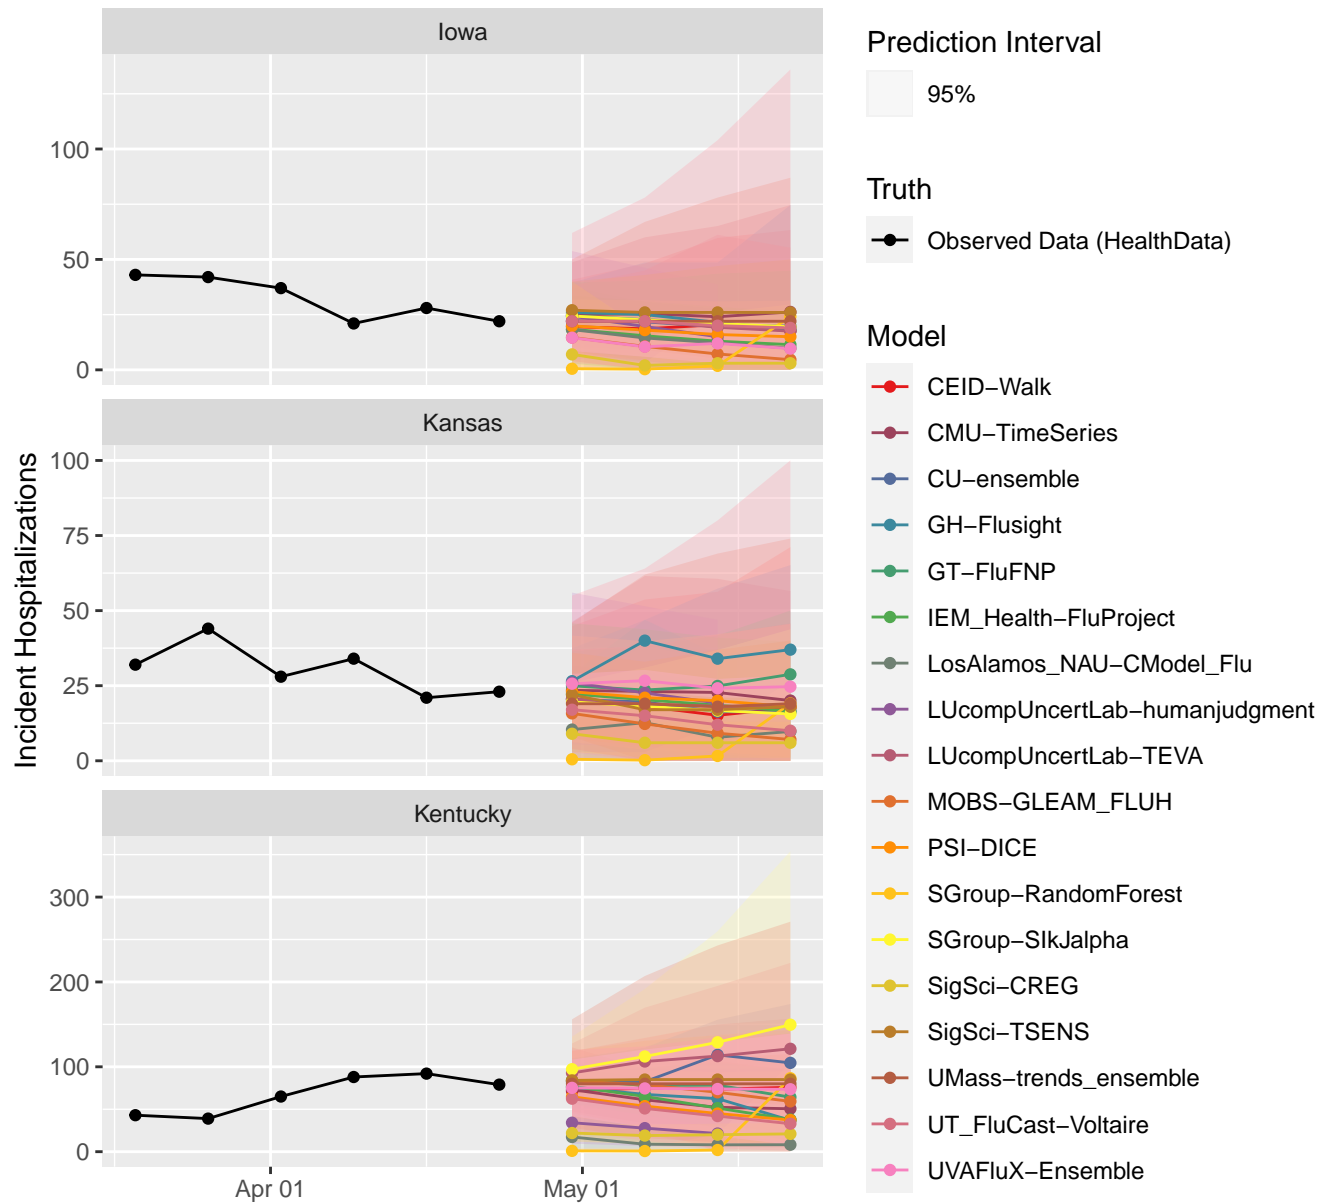 Iowa
100
50
0
Kansas
100
75
50
25
0
Kentucky
300
200
100
0
Apr 01
May 01
Incident Hospitalizations
Prediction Interval
95%
Truth
Observed Data (HealthData)
Model
CEID−Walk
CMU−TimeSeries
CU−ensemble
GH−Flusight
GT−FluFNP
IEM_Health−FluProject
LosAlamos_NAU−CModel_Flu
LUcompUncertLab−humanjudgment
LUcompUncertLab−TEVA
MOBS−GLEAM_FLUH
PSI−DICE
SGroup−RandomForest
SGroup−SIkJalpha
SigSci−CREG
SigSci−TSENS
UMass−trends_ensemble
UT_FluCast−Voltaire
UVAFluX−Ensemble